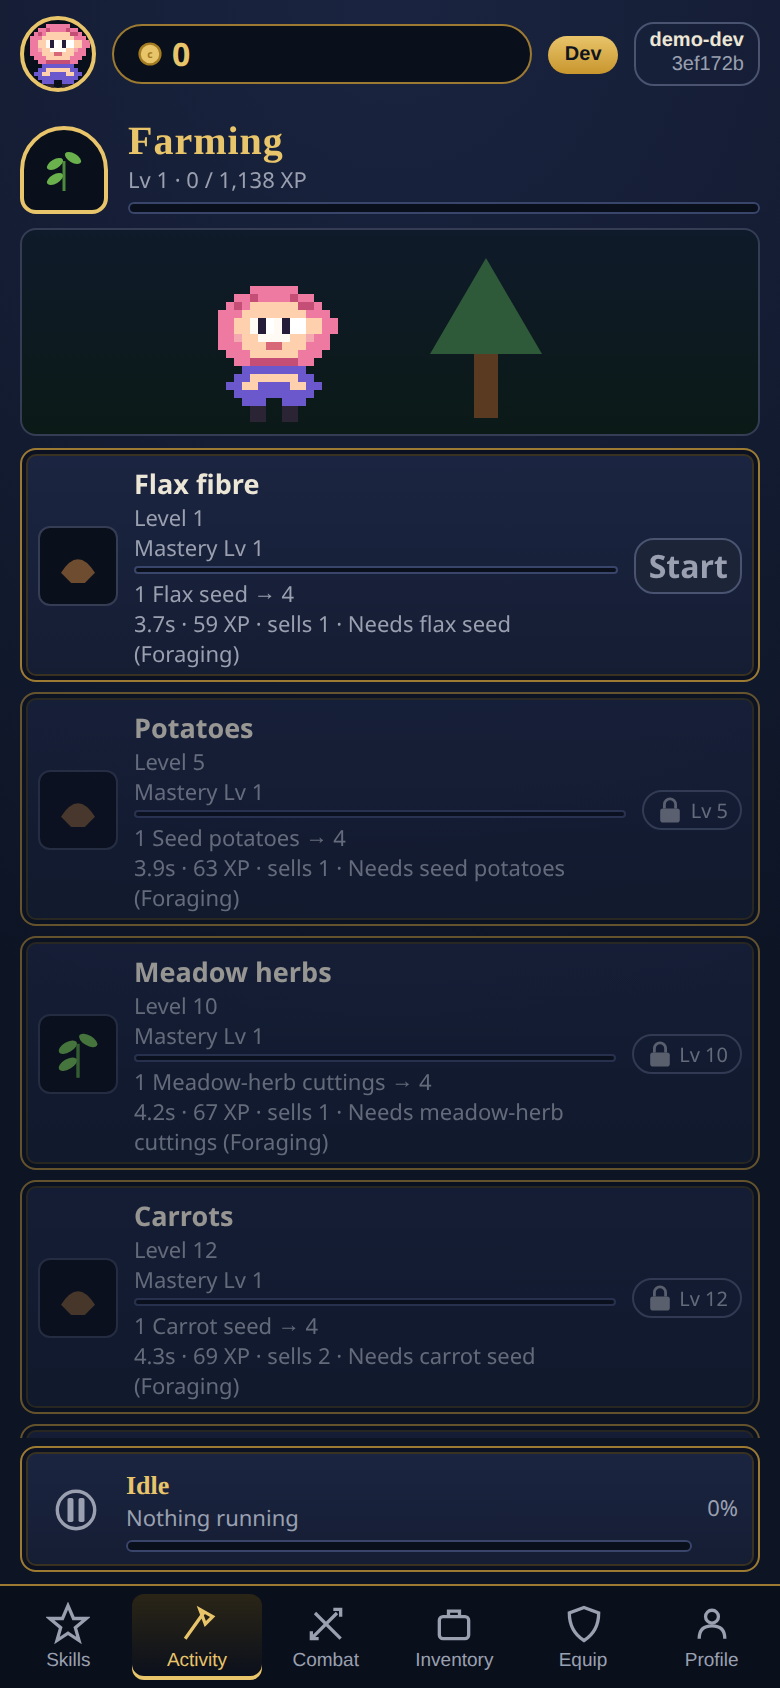 0
Dev
demo-dev
3ef172b
Farming
Lv 1 · 0 / 1,138 XP
Flax fibre
Level 1
Mastery Lv 1
1 Flax seed → 4
3.7s · 59 XP · sells 1 · Needs flax seed
(Foraging)
Start
Potatoes
Level 5
Mastery Lv 1
1 Seed potatoes → 4
3.9s · 63 XP · sells 1 · Needs seed potatoes
(Foraging)
Lv 5
Meadow herbs
Level 10
Mastery Lv 1
1 Meadow-herb cuttings → 4
4.2s · 67 XP · sells 1 · Needs meadow-herb
cuttings (Foraging)
Lv 10
Carrots
Level 12
Mastery Lv 1
1 Carrot seed → 4
4.3s · 69 XP · sells 2 · Needs carrot seed
(Foraging)
Lv 12
Idle
Nothing running
0%
Skills
Activity
Combat
Inventory
Equip
Profile